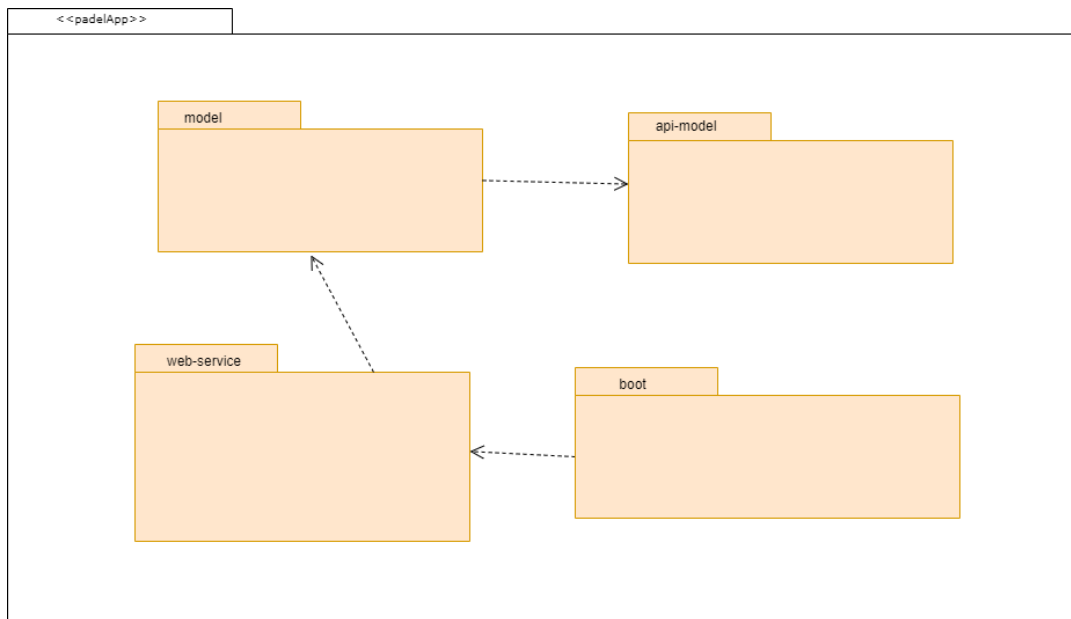 <<padelApp>>
model
api-model
web-service
boot